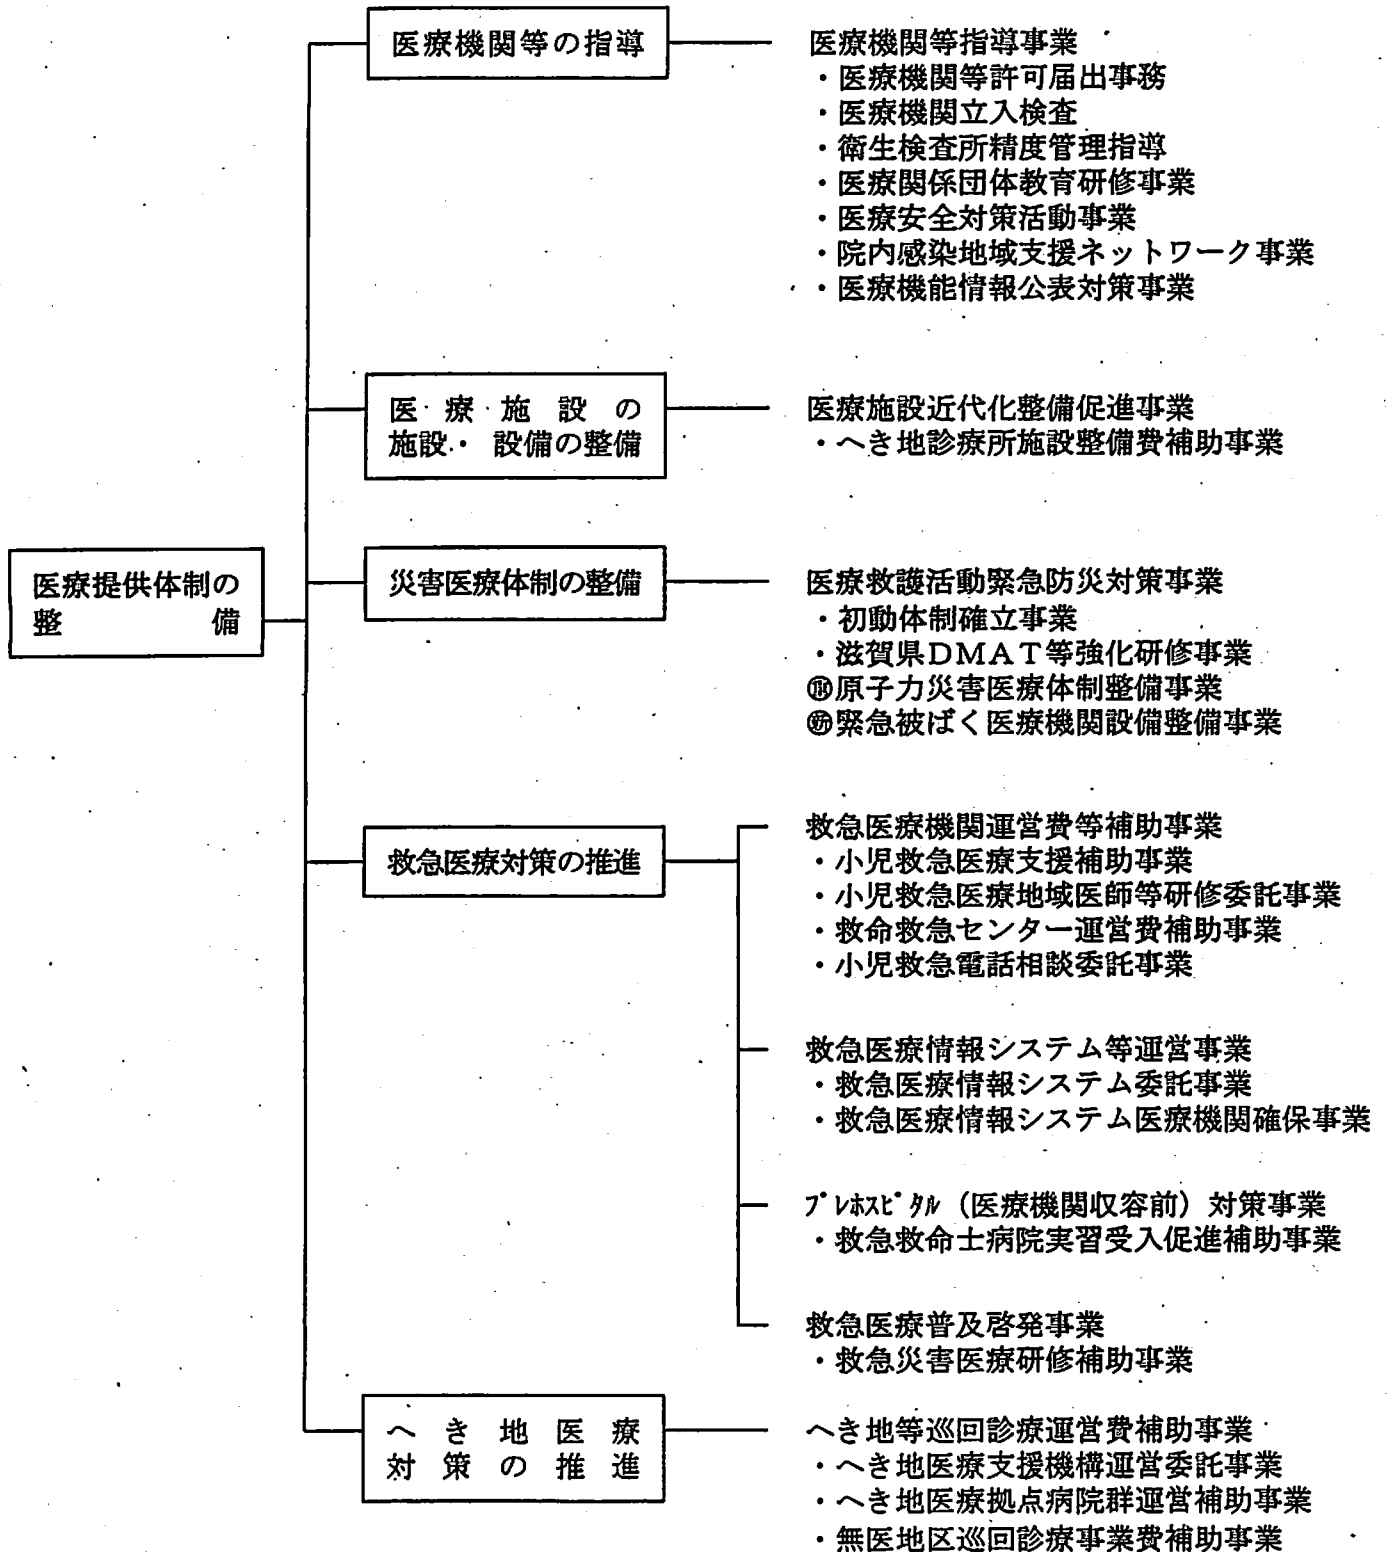 医療機関等の指導
医療機関等指導事業
・医療機関等許可届出事務
・医療機関立入検査
・衛生検査所精度管理指導
・医療関係団体教育研修事業
・医療安全対策活動事業
・院内感染地域支援ネットワーク事業
・医療機能情報公表対策事業
医療施設の
施設・設備の整備
医療施設近代化整備促進事業
・へき地診療所施設整備費補助事業
医療提供体制の
整備
災害医療体制の整備
医療救護活動緊急防災対策事業
・初動体制確立事業
・滋賀県DMAT等強化研修事業
原子力災害医療体制整備事業
緊急被ばく医療機関設備整備事業
救急医療対策の推進
救急医療機関運営費等補助事業
・小児救急医療支援補助事業
・小児救急医療地域医師等研修委託事業
・救命救急センター運営費補助事業
・小児救急電話相談委託事業
救急医療情報システム等運営事業
・救急医療情報システム委託事業
・救急医療情報システム医療機関確保事業
プレホスピタル（医療機関収容前）対策事業
・救急救命士病院実習受入促進補助事業
救急医療普及啓発事業
・救急災害医療研修補助事業
へき地医療
対策の推進
へき地等巡回診療運営費補助事業
・へき地医療支援機構運営委託事業
・へき地医療拠点病院群運営補助事業
・無医地区巡回診療事業費補助事業